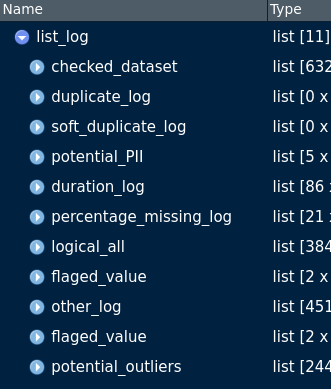 Name Type
list_log list [11]
checked_dataset list [632
duplicate_log list [0 x
soft_duplicate_log list [0 x
potential_PII list [5 x
duration_log list [86 x
percentage_missing_log list [21 x
logical_all list [384
flaged_value list [2 x
other_log list [451
flaged_value list [2 x
potential_outliers list [244